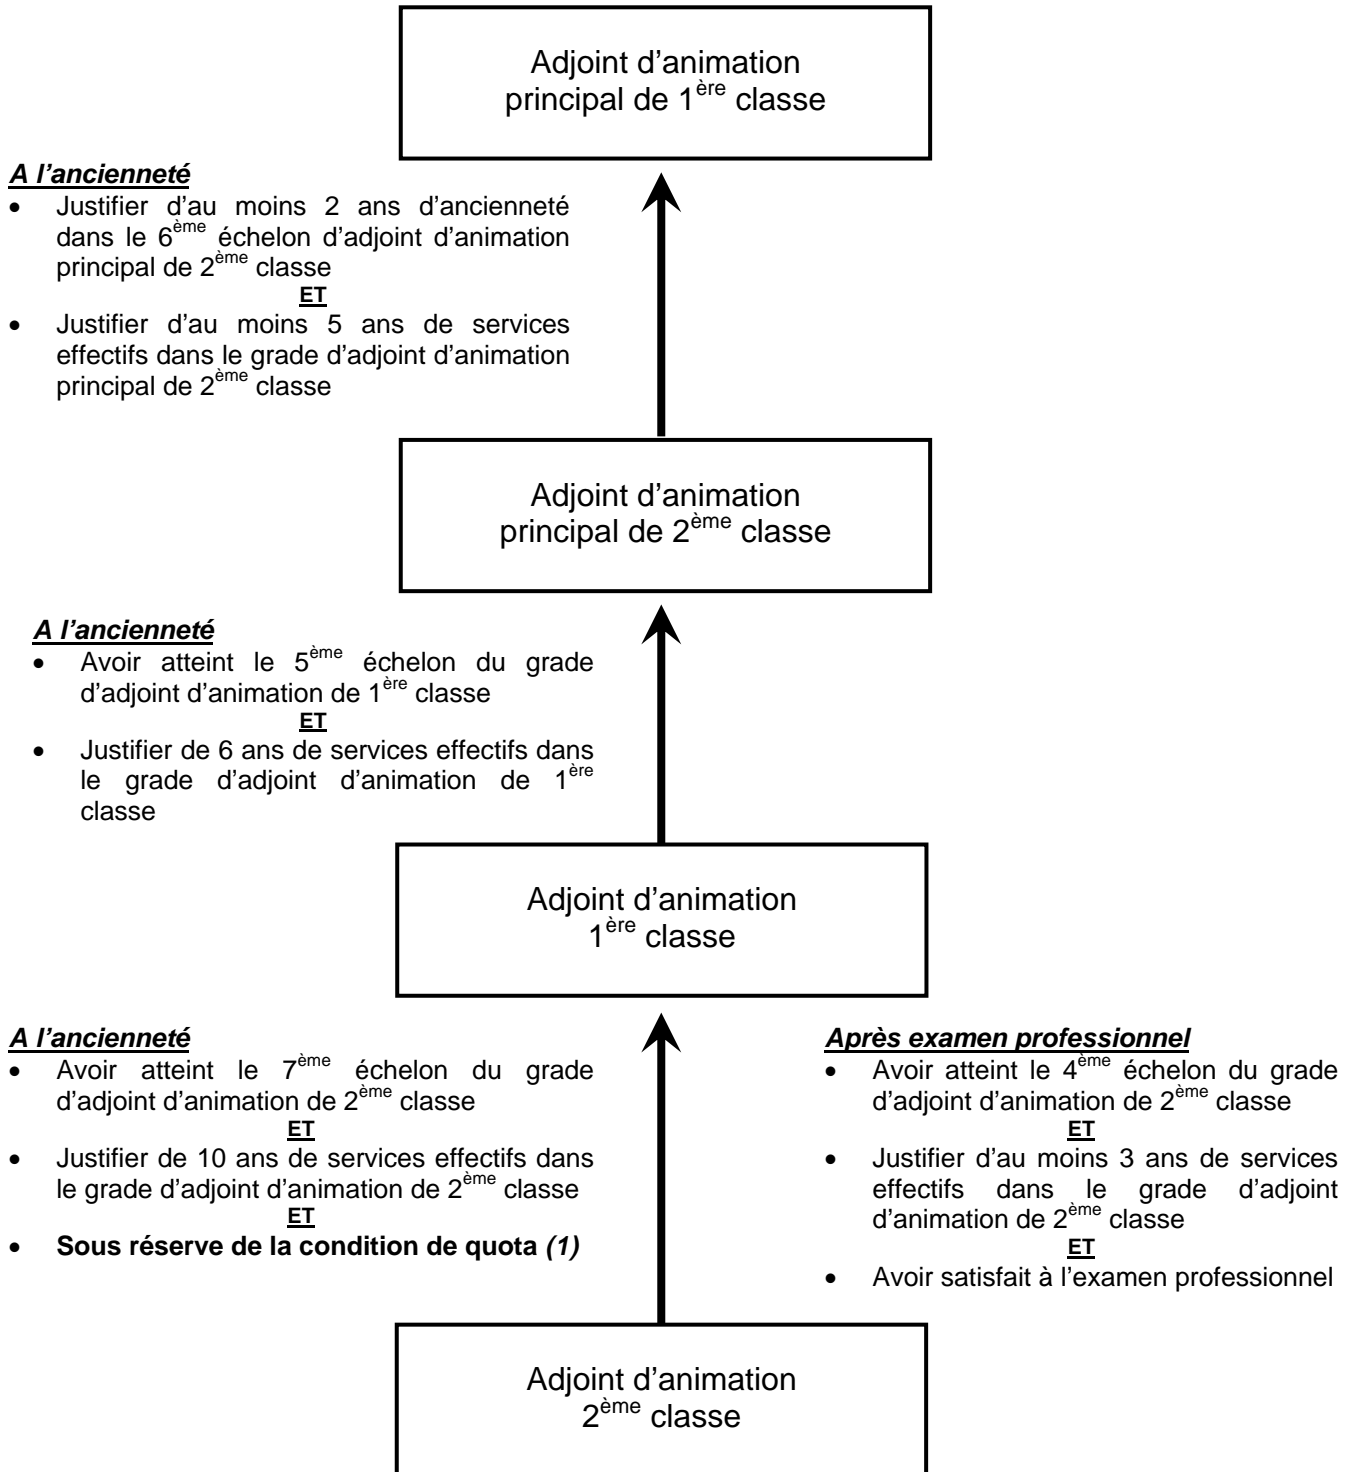 Adjoint d’animation
principal de 1ère classe
A l’ancienneté
• Justifier d’au moins 2 ans d’ancienneté
dans le 6ème échelon d’adjoint d’animation
principal de 2ème classe
ET
• Justifier d’au moins 5 ans de services
effectifs dans le grade d’adjoint d’animation
principal de 2ème classe
Adjoint d’animation
principal de 2ème classe
A l’ancienneté
• Avoir atteint le 5ème échelon du grade
d’adjoint d’animation de 1ère classe
ET
• Justifier de 6 ans de services effectifs dans
le grade d’adjoint d’animation de 1ère
classe
Adjoint d’animation
1ère classe
A l’ancienneté
• Avoir atteint le 7ème échelon du grade
d’adjoint d’animation de 2ème classe
ET
• Justifier de 10 ans de services effectifs dans
le grade d’adjoint d’animation de 2ème classe
ET
• Sous réserve de la condition de quota (1)
Après examen professionnel
• Avoir atteint le 4ème échelon du grade
d’adjoint d’animation de 2ème classe
ET
• Justifier d’au moins 3 ans de services
effectifs dans le grade d’adjoint
d’animation de 2ème classe
ET
• Avoir satisfait à l’examen professionnel
Adjoint d’animation
2ème classe